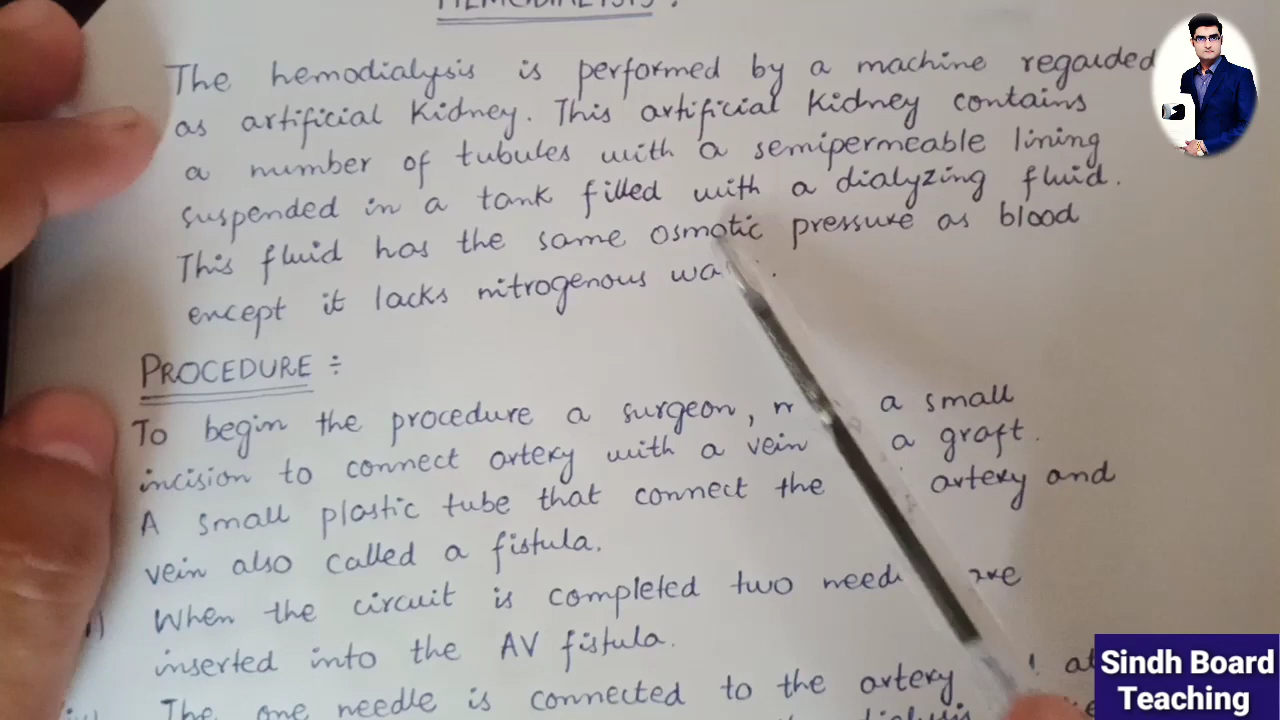 HEMODIALYSIS :
The hemodialysis is performed by a machine regarded
as artificial Kidney. This artificial Kidney contains
a number of tubules with a semipermeable lining
suspended in a tank filled with a dialyzing fluid.
This fluid has the same osmotic pressure as blood
except it lacks nitrogenous
PROCEDURE ÷
To begin the procedure a surgeon, a small
incision to connect artery with a vein a graft.
A small plastic tube that connect the artery and
vein also called a fistula.
When the circuit is completed two
inserted into the AV fistula.
The one needle is connected to the artery
dialysis
Sindh Board
Teaching